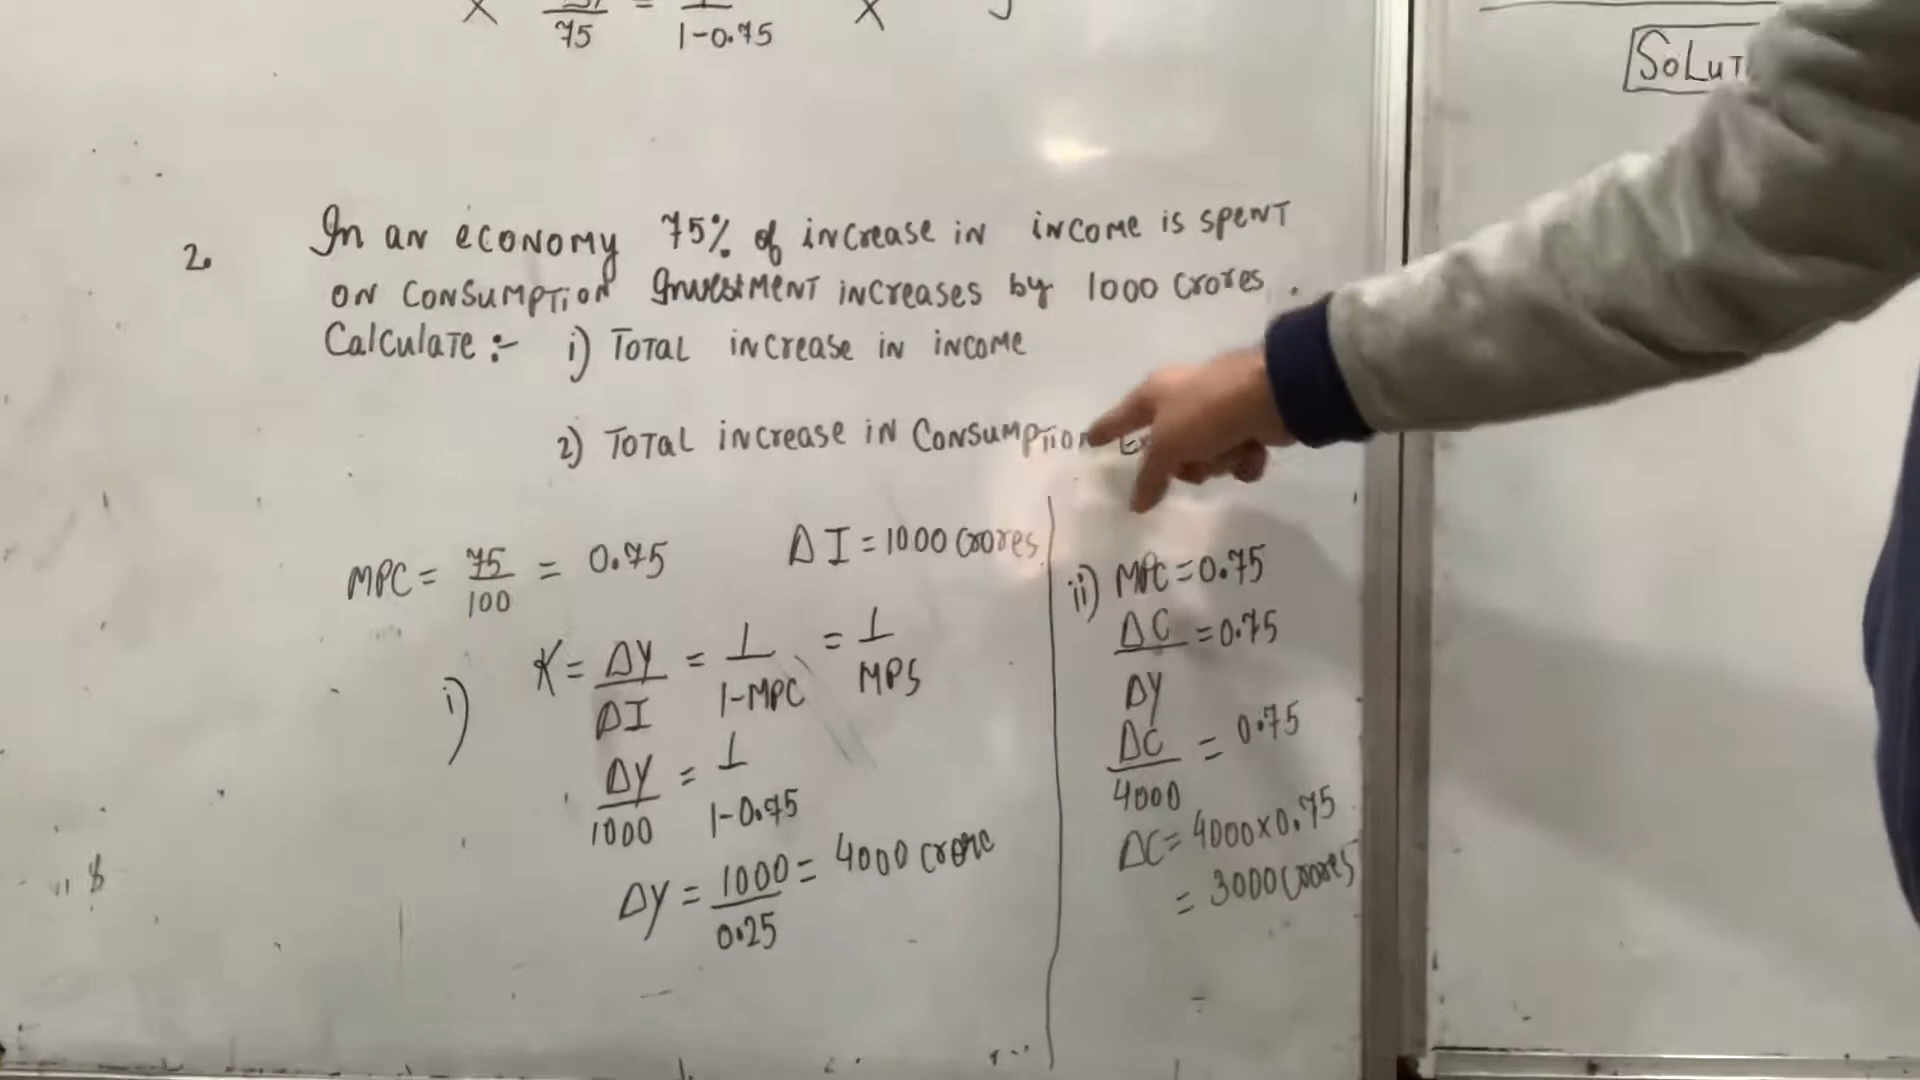 75 = 1-0.75
SOLUT
2. In an economy 75% of increase in income is spent
on consumption Investment increases by 1000 crores.
Calculate :- i) Total increase in income
2) Total increase in Consumption Ex
MPC = 75/100 = 0.75 ΔI = 1000 Crores
i) K = ΔY/ΔI = 1/1-MPC = 1/MPS
ΔY/1000 = 1/1-0.75
ΔY = 1000/0.25 = 4000 crore
ii) MPC = 0.75
ΔC/ΔY = 0.75
ΔC/4000 = 0.75
ΔC = 4000x0.75
= 3000 Crores